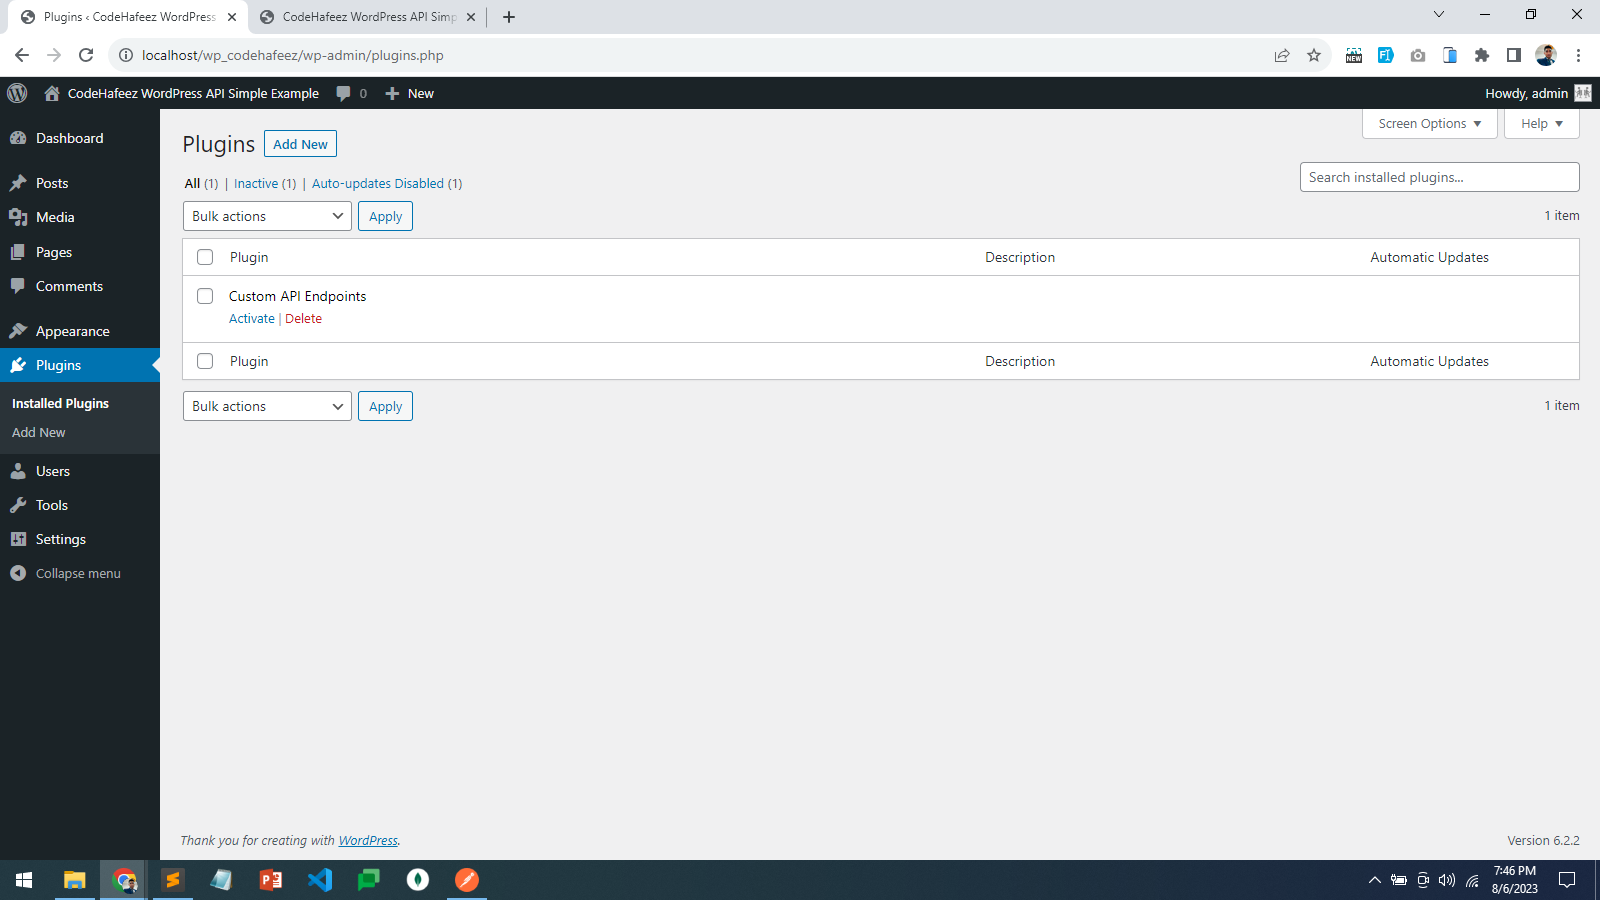 Plugins ‹ CodeHafeez WordPress
CodeHafeez WordPress API Simp
localhost/wp_codehafeez/wp-admin/plugins.php
NEW
CodeHafeez WordPress API Simple Example
0
New
Howdy, admin
Dashboard
Posts
Media
Pages
Comments
Appearance
Plugins
Installed Plugins
Add New
Users
Tools
Settings
Collapse menu
Screen Options
Help
Plugins
Add New
All (1) | Inactive (1) | Auto-updates Disabled (1)
Search installed plugins...
Bulk actions
Apply
1 item
Plugin Description Automatic Updates
Custom API Endpoints
Activate | Delete
Plugin Description Automatic Updates
Bulk actions
Apply
1 item
Thank you for creating with WordPress.
Version 6.2.2
7:46 PM
8/6/2023